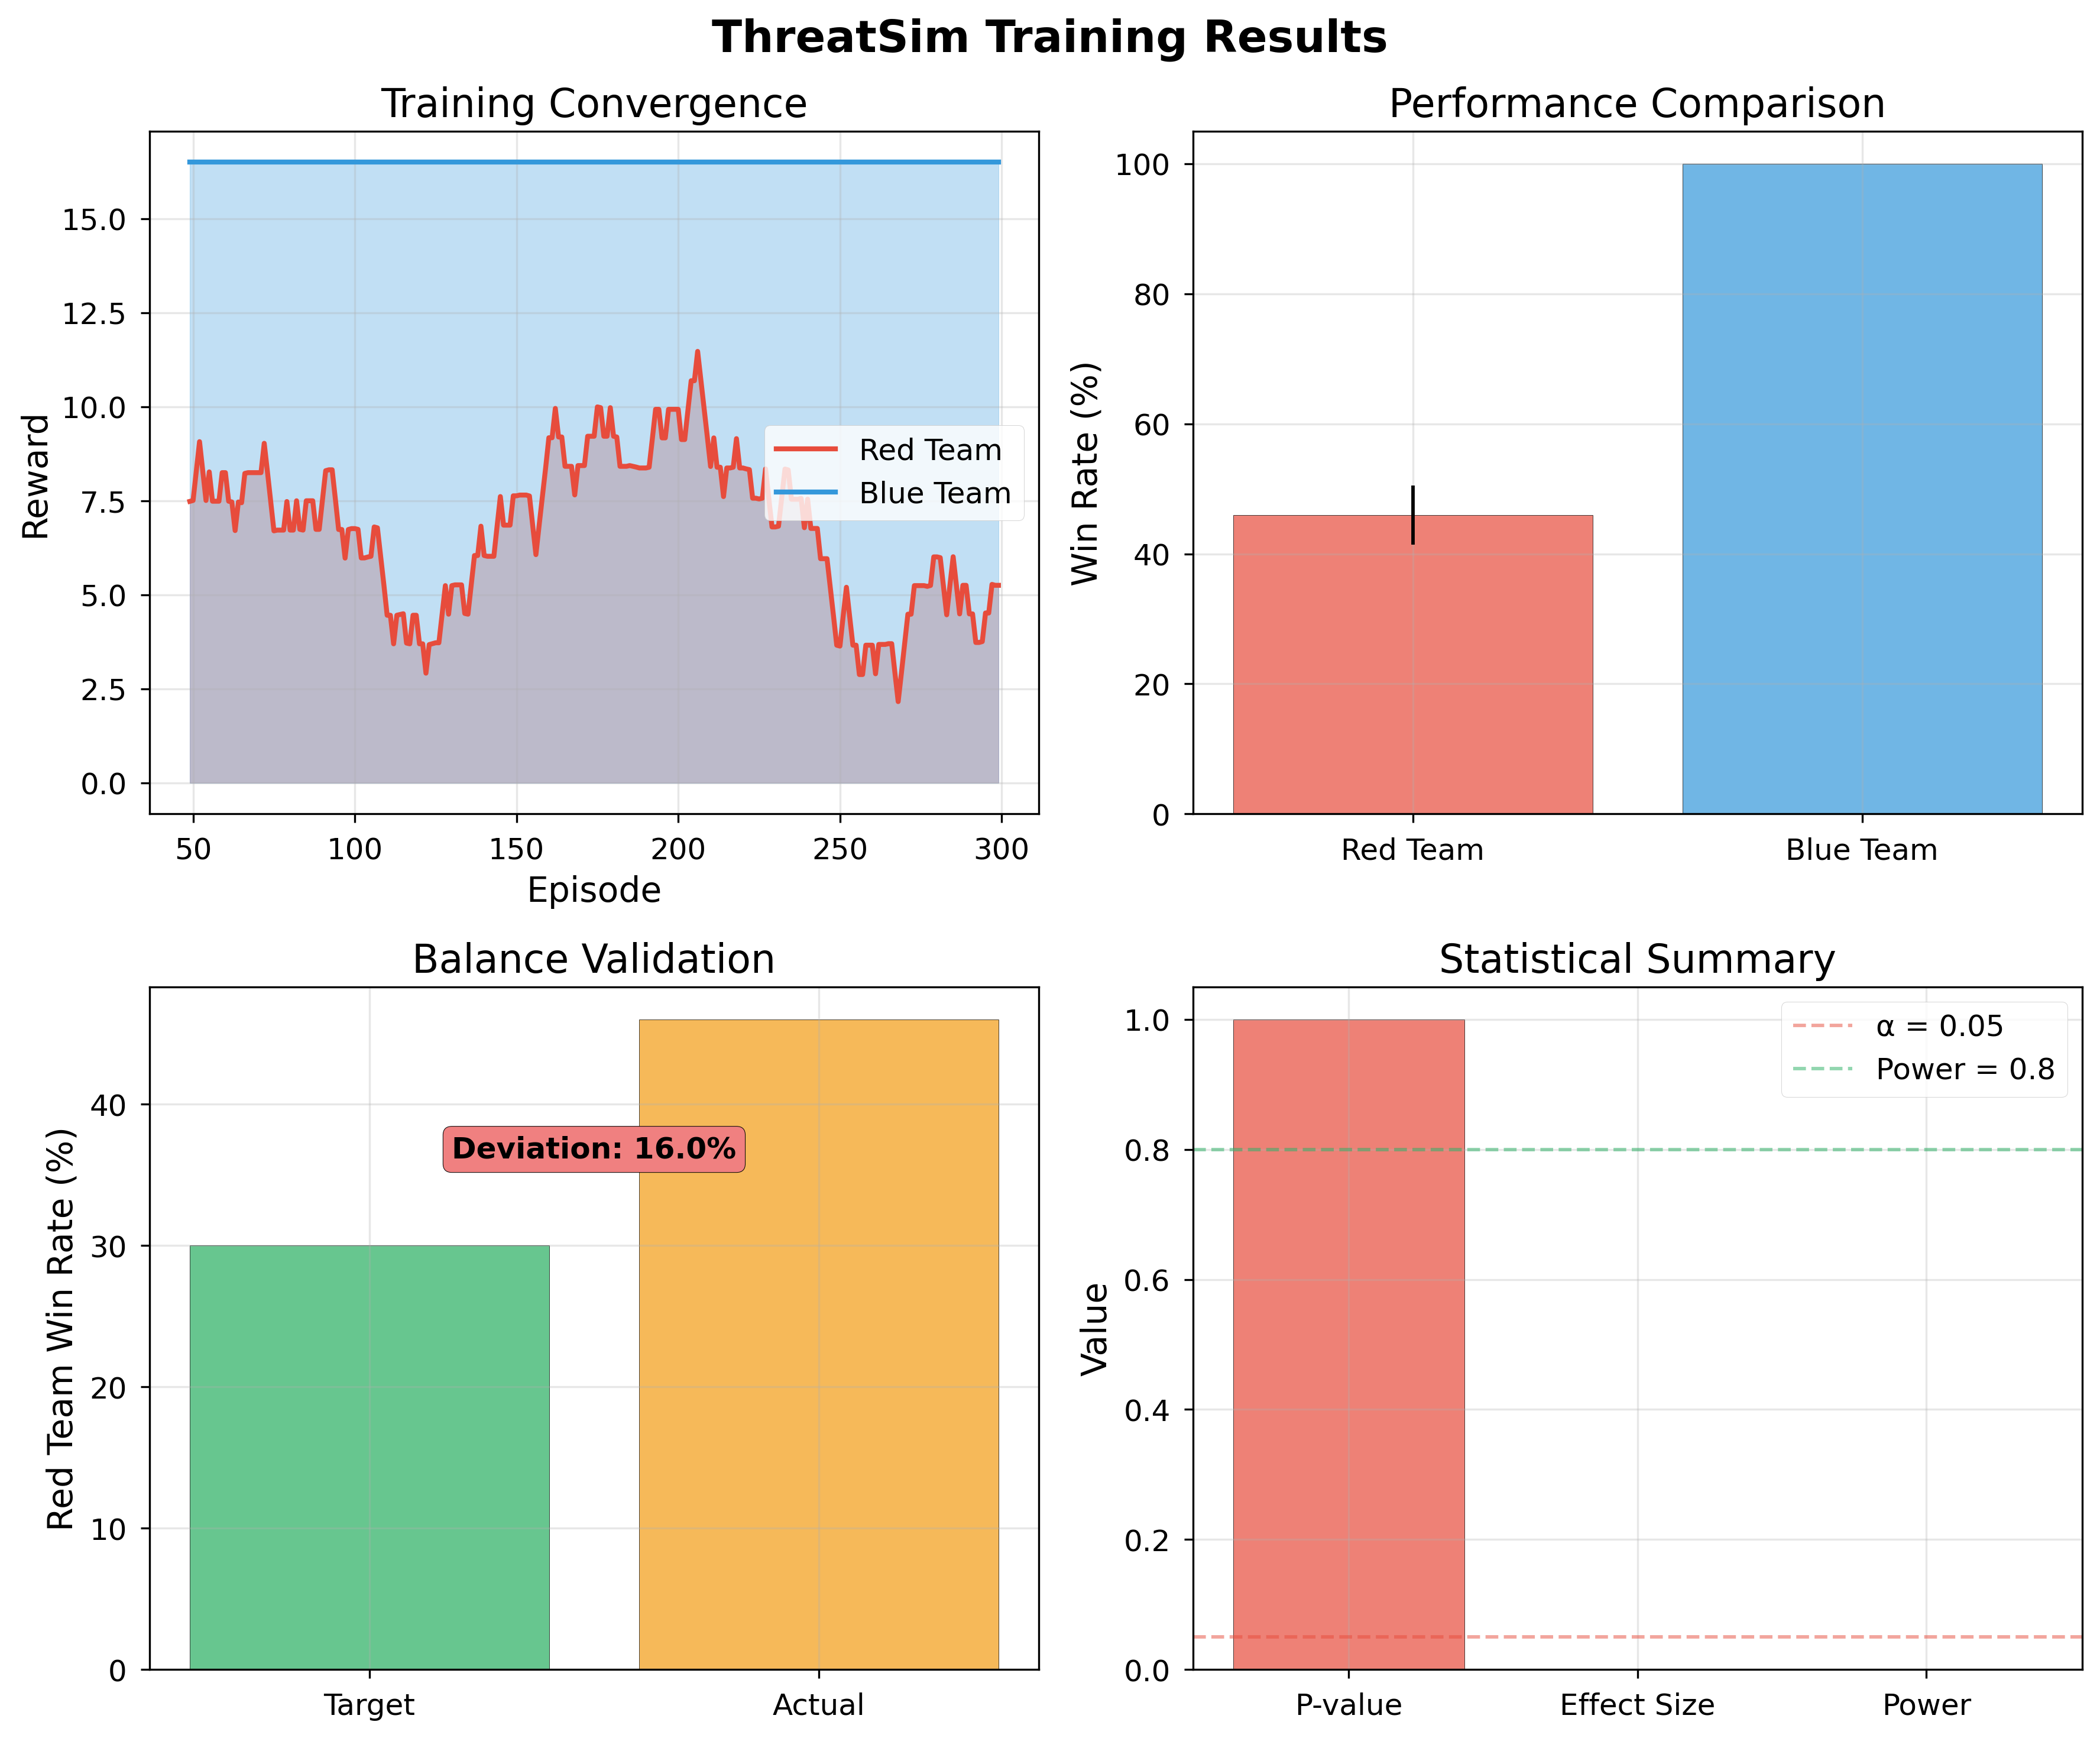 ThreatSim Training Results
Training Convergence
Reward
15.0
12.5
10.0
7.5
5.0
2.5
0.0
Red Team
Blue Team
50 100 150 200 250 300
Episode
Performance Comparison
Win Rate (%)
100
80
60
40
20
0
Red Team Blue Team
Balance Validation
Red Team Win Rate (%)
40
30
20
10
0
Deviation: 16.0%
Target Actual
Statistical Summary
Value
1.0
0.8
0.6
0.4
0.2
0.0
α = 0.05
Power = 0.8
P-value Effect Size Power